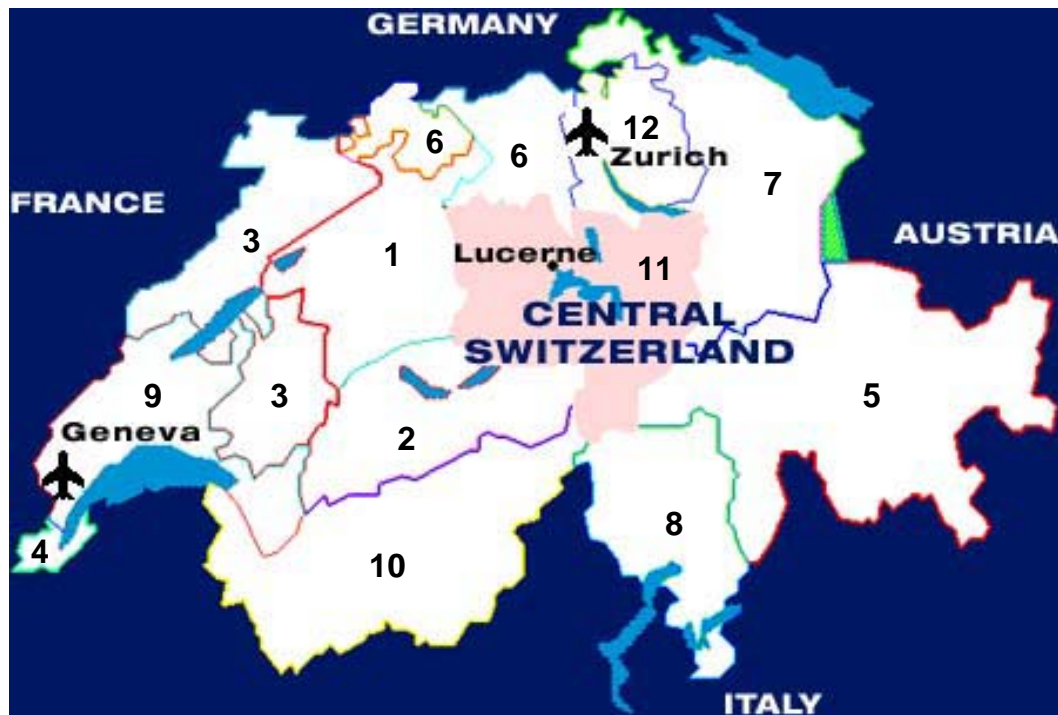 GERMANY
12
6
6
Zurich
7
FRANCE
3
1
AUSTRIA
Lucerne
11
CENTRAL
SWITZERLAND
9
3
5
Geneva
2
8
4
10
ITALY